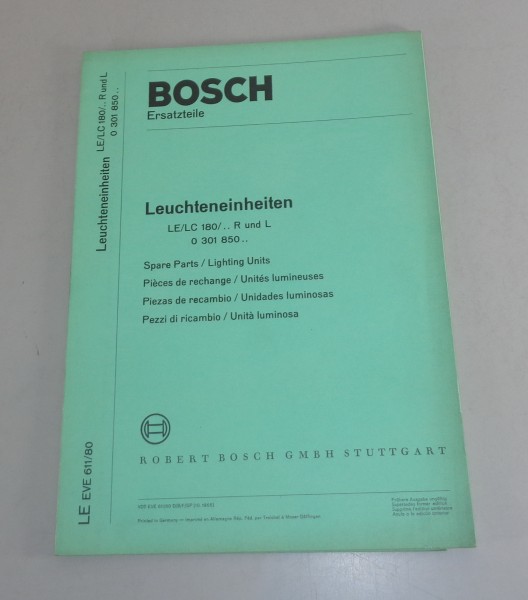 Leuchteneinheiten LE/LC 180/.. R und L
0 301 850 ..
LE EVE 611/80
BOSCH
Ersatzteile
Leuchteneinheiten
LE/LC 180/.. R und L
0 301 850 ..
Spare Parts / Lighting Units
Pièces de rechange / Unités lumineuses
Piezas de recambio / Unidades luminosas
Pezzi di ricambio / Unità luminosa
ROBERT BOSCH GMBH STUTTGART
Printed in Germany